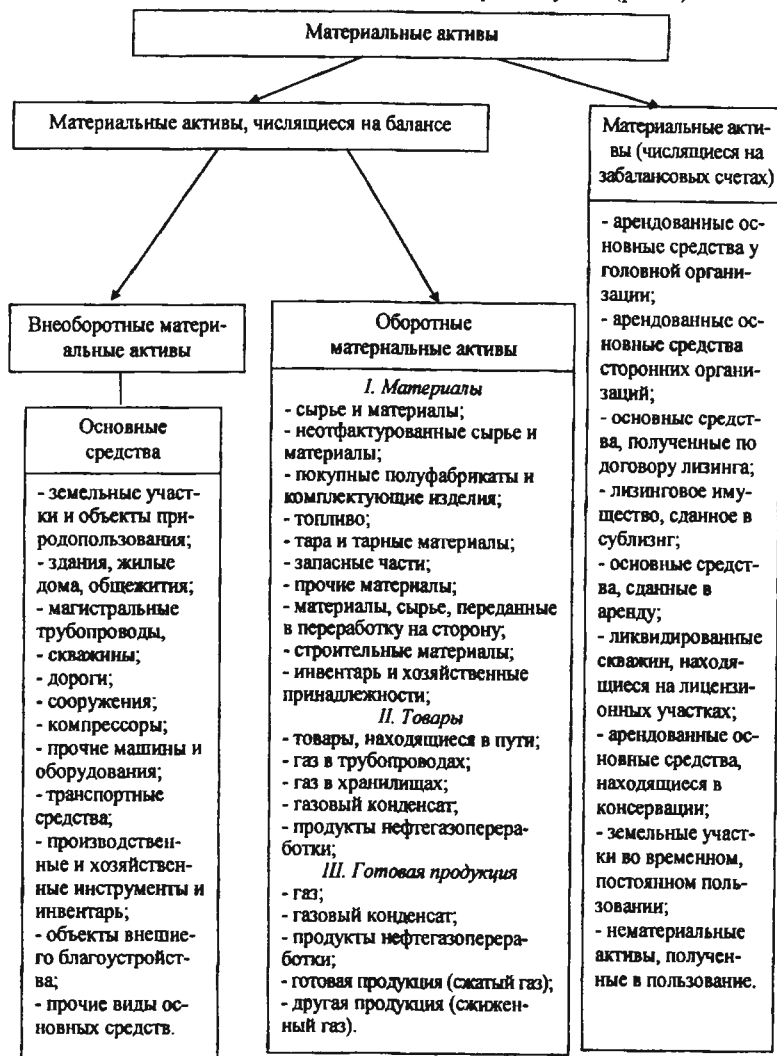 Материальные активы
Материальные активы, числящиеся на балансе
Внеоборотные матери-
альные активы
Основные
средства
- земельные участ-
ки и объекты при-
родопользования;
- здания, жилые
дома, общежития;
- магистральные
трубопроводы,
- скважины;
- дороги;
- сооружения;
- компрессоры;
- прочие машины и
оборудования;
- транспортные
средства;
- производствен-
ные и хозяйствен-
ные инструменты и
инвентарь;
- объекты внешне-
го благоустройст-
ва;
- прочие виды ос-
новных средств.
Оборотные
материальные активы
I. Материалы
- сырье и материалы;
- неотфактурованные сырье и
материалы;
- покупные полуфабрикаты и
комплектующие изделия;
- топливо;
- тара и тарные материалы;
- запасные части;
- прочие материалы;
- материалы, сырье, переданные
в переработку на сторону;
- строительные материалы;
- инвентарь и хозяйственные
принадлежности;
II. Товары
- товары, находящиеся в пути;
- газ в трубопроводах;
- газ в хранилищах;
- газовый конденсат;
- продукты нефтегазоперера-
ботки;
III. Готовая продукция
- газ;
- газовый конденсат;
- продукты нефтегазоперера-
ботки;
- готовая продукция (сжатый газ);
- другая продукция (сжижен-
ный газ).
Материальные акти-
вы (числящиеся на
забалансовых счетах)
- арендованные ос-
новные средства у
головной органи-
зации;
- арендованные ос-
новные средства
сторонних органи-
заций;
- основные средст-
ва, полученные по
договору лизинга;
- лизинговое иму-
щество, сданное в
сублизнг;
- основные средст-
ва, сданные в
аренду;
- ликвидированные
скважин, находя-
щиеся на лицензи-
онных участках;
- арендованные ос-
новные средства,
находящиеся в
консервации;
- земельные участ-
ки во временном,
постоянном поль-
зовании;
- нематериальные
активы, получен-
ные в пользование.